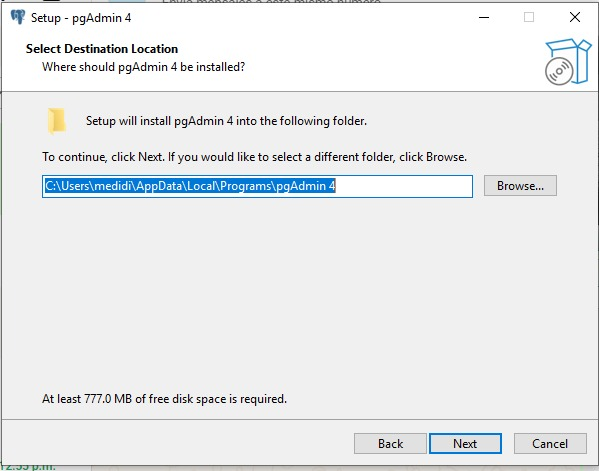 Envía mensajes a este mismo número
Setup - pgAdmin 4
Select Destination Location
Where should pgAdmin 4 be installed?
Setup will install pgAdmin 4 into the following folder.
To continue, click Next. If you would like to select a different folder, click Browse.
C:\Users\medidi\AppData\Local\Programs\pgAdmin 4
Browse...
At least 777.0 MB of free disk space is required.
Back
Next
Cancel
12:55 p.m.